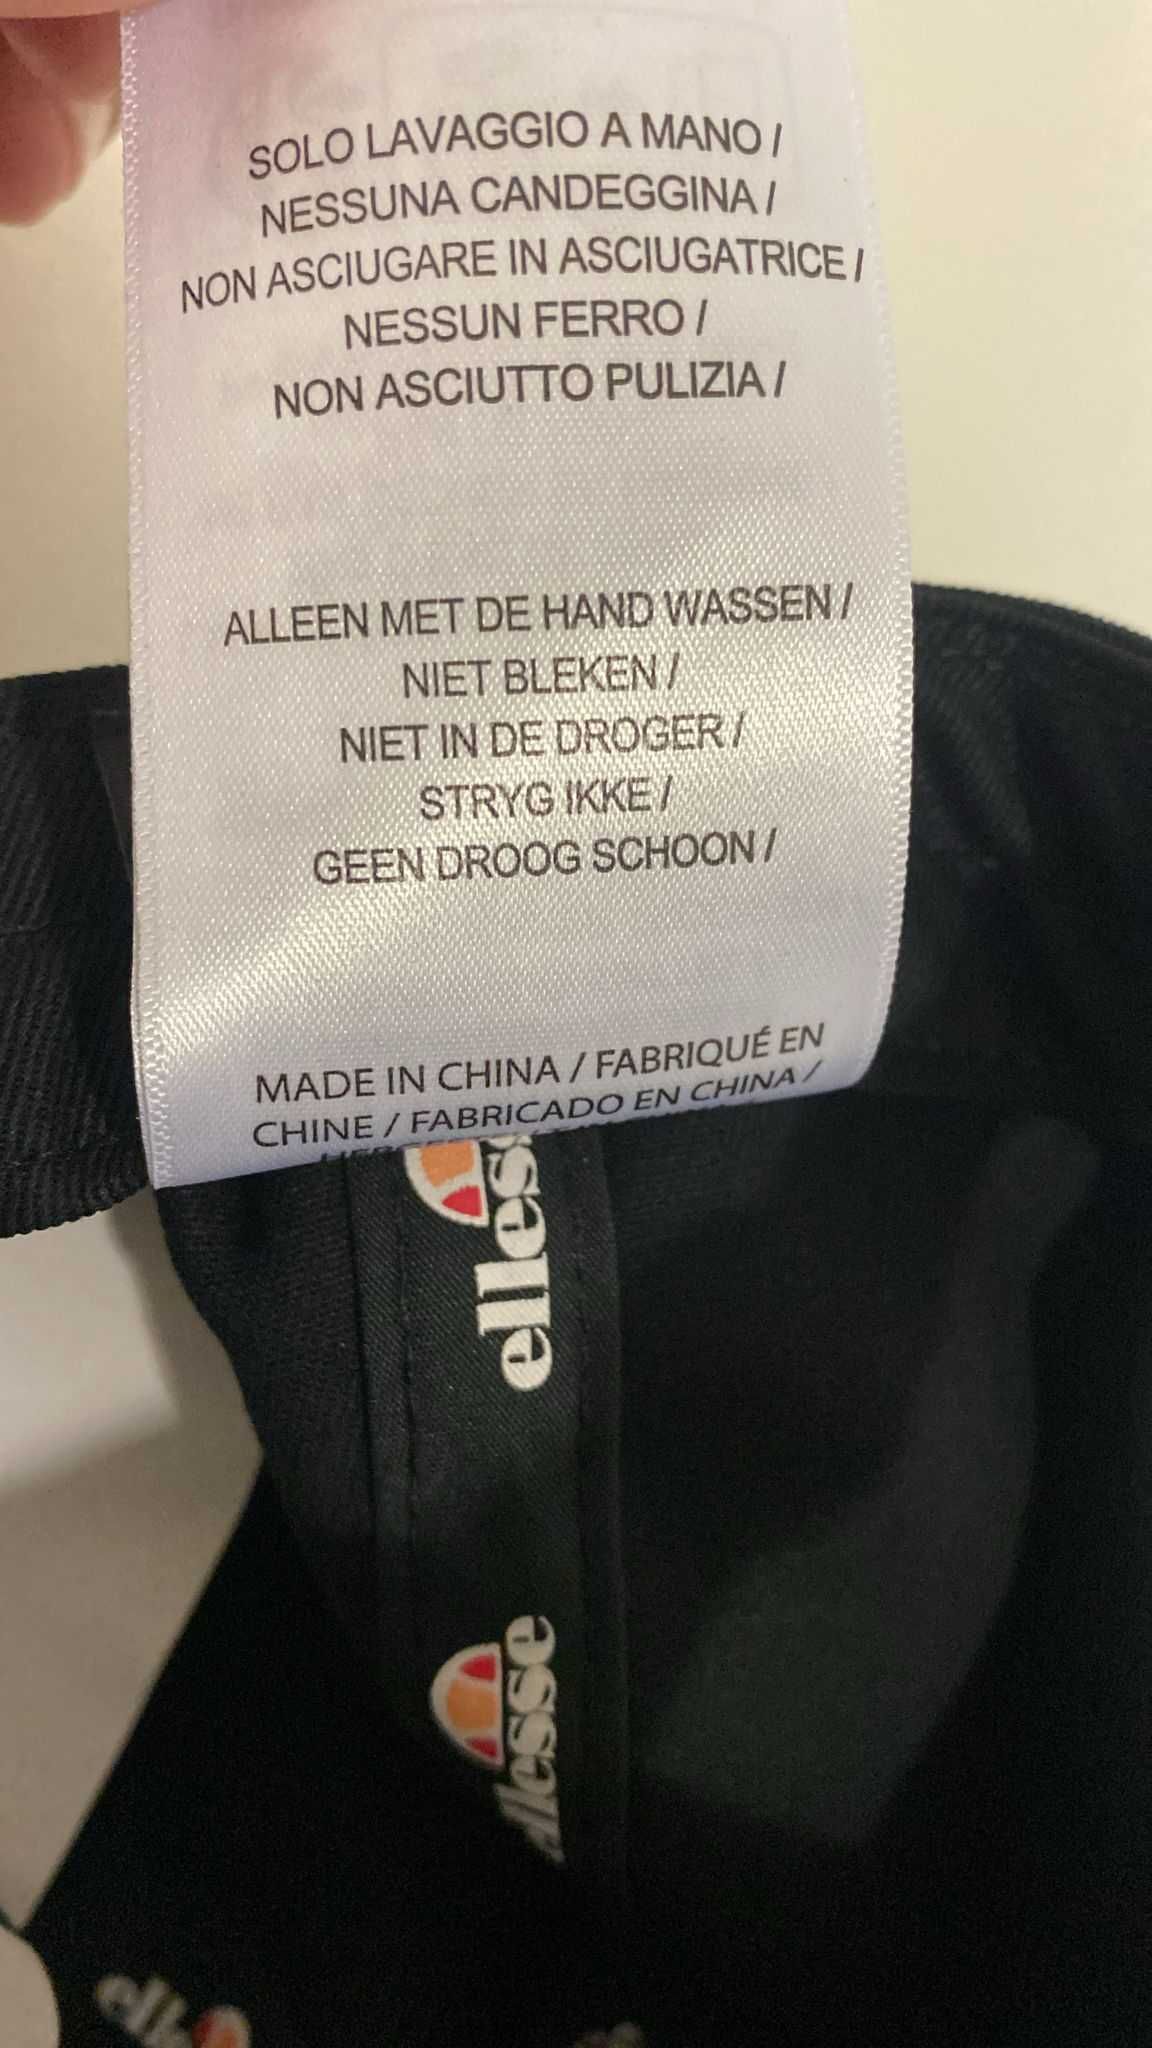 SOLO LAVAGGIO A MANO /
NESSUNA CANDEGGINA /
NON ASCIUGARE IN ASCIUGATRICE /
NESSUN FERRO /
NON ASCIUTTO PULIZIA /
ALLEEN MET DE HAND WASSEN /
NIET BLEKEN /
NIET IN DE DROGER /
STRYG IKKE /
GEEN DROOG SCHOON /
MADE IN CHINA / FABRIQUÉ EN
CHINE / FABRICADO EN CHINA /
ellesse
ellesse